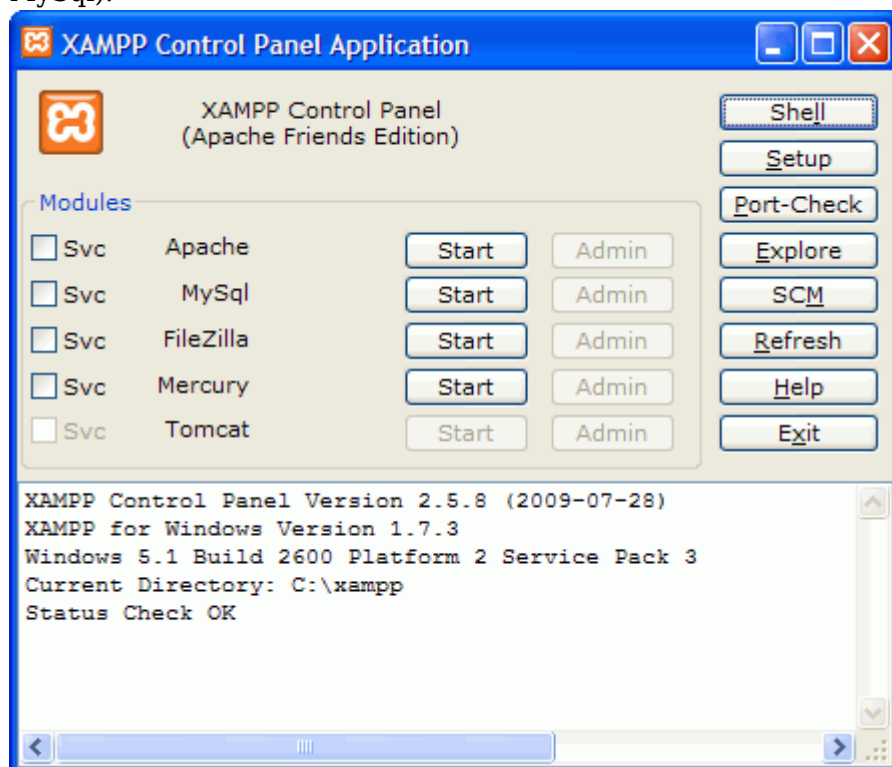 MySql).
XAMPP Control Panel Application
XAMPP Control Panel
(Apache Friends Edition)
Shell
Setup
Port-Check
Explore
SCM
Refresh
Help
Exit
Modules
Svc Apache Start Admin
Svc MySql Start Admin
Svc FileZilla Start Admin
Svc Mercury Start Admin
Svc Tomcat Start Admin
XAMPP Control Panel Version 2.5.8 (2009-07-28)
XAMPP for Windows Version 1.7.3
Windows 5.1 Build 2600 Platform 2 Service Pack 3
Current Directory: C:\xampp
Status Check OK